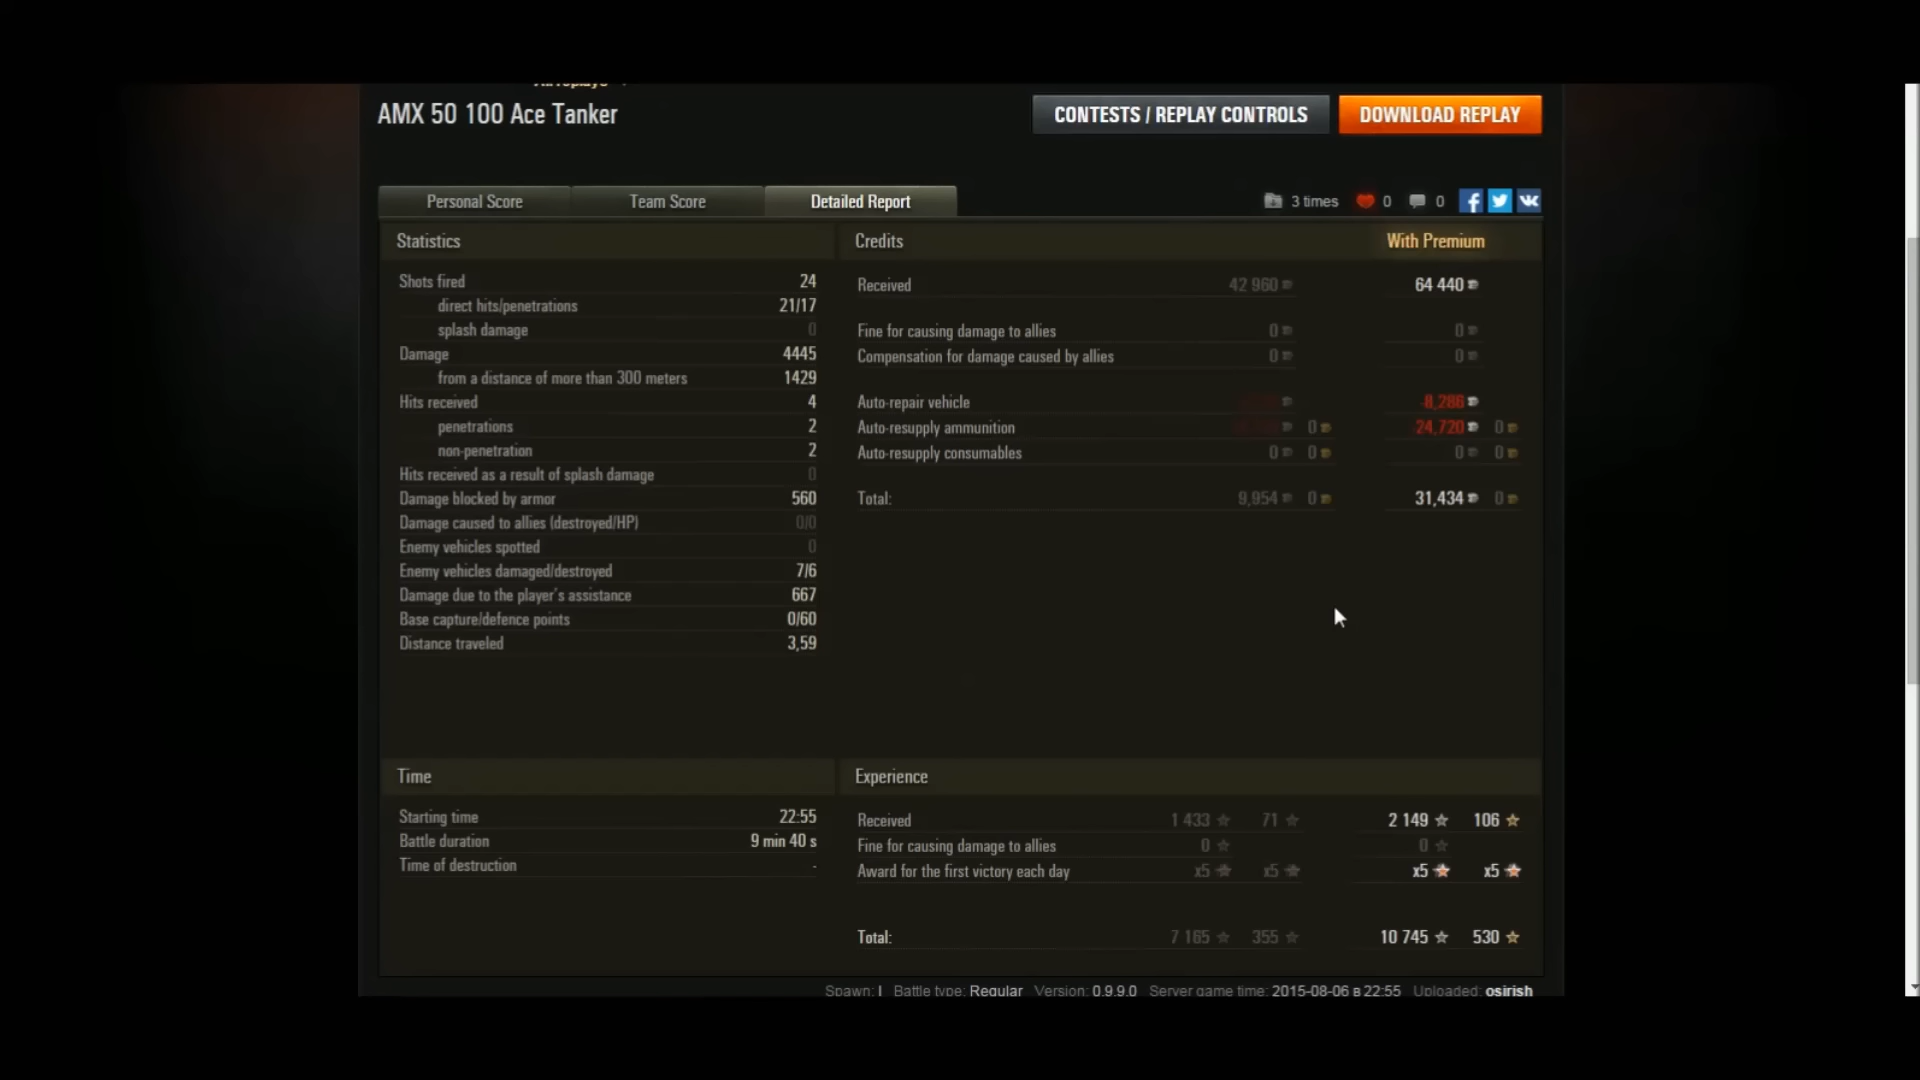 AMX 50 100 Ace Tanker
CONTESTS / REPLAY CONTROLS
DOWNLOAD REPLAY
Personal Score
Team Score
Detailed Report
3 times
0
0
Statistics
Shots fired 24
direct hits/penetrations 21/17
splash damage 0
Damage 4445
from a distance of more than 300 meters 1429
Hits received 4
penetrations 2
non-penetration 2
Hits received as a result of splash damage 0
Damage blocked by armor 560
Damage caused to allies (destroyed/HP) 0/0
Enemy vehicles spotted 0
Enemy vehicles damaged/destroyed 7/6
Damage due to the player's assistance 667
Base capture/defence points 0/60
Distance traveled 3,59
Credits With Premium
Received 42 960 64 440
Fine for causing damage to allies 0 0
Compensation for damage caused by allies 0 0
Auto-repair vehicle -8,286
Auto-resupply ammunition 0 24,720 0
Auto-resupply consumables 0 0 0 0
Total: 9,954 0 31,434 0
Time
Starting time 22:55
Battle duration 9 min 40 s
Time of destruction -
Experience
Received 1 433 71 2 149 106
Fine for causing damage to allies 0 0
Award for the first victory each day x5 x5 x5 x5
Total: 7 165 355 10 745 530
Spawn: I Battle type: Regular Version: 0.9.9.0 Server game time: 2015-08-06 в 22:55 Uploaded: osirish